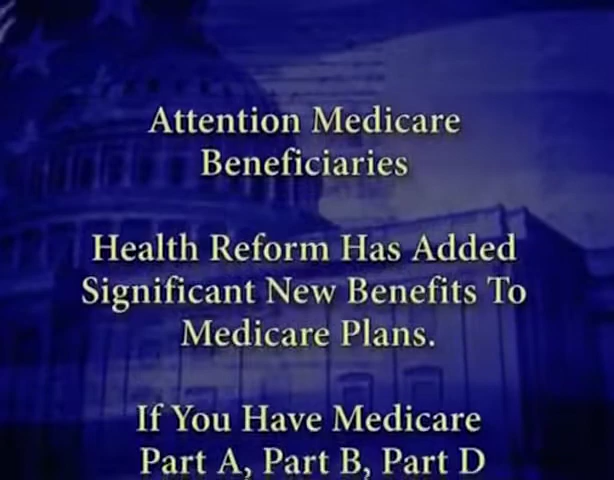 Attention Medicare
Beneficiaries
Health Reform Has Added
Significant New Benefits To
Medicare Plans.
If You Have Medicare
Part A, Part B, Part D